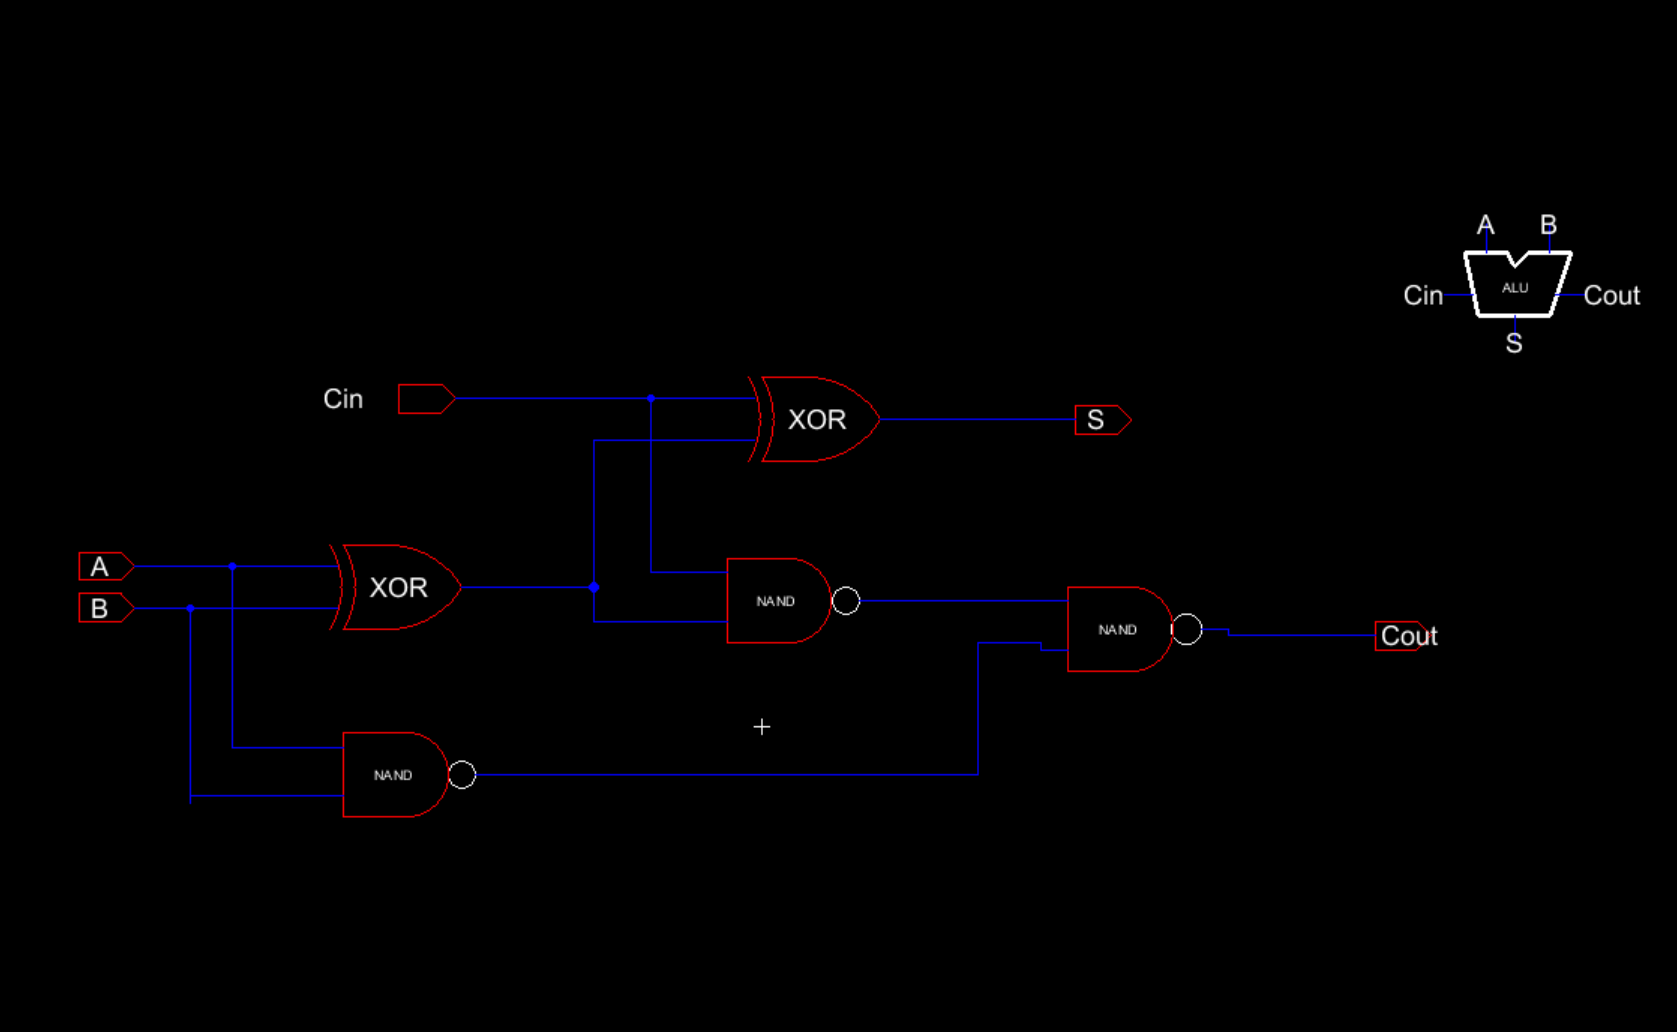 A B
Cin ALU Cout
S
Cin
XOR
S
A
B
XOR
NAND
NAND
Cout
NAND